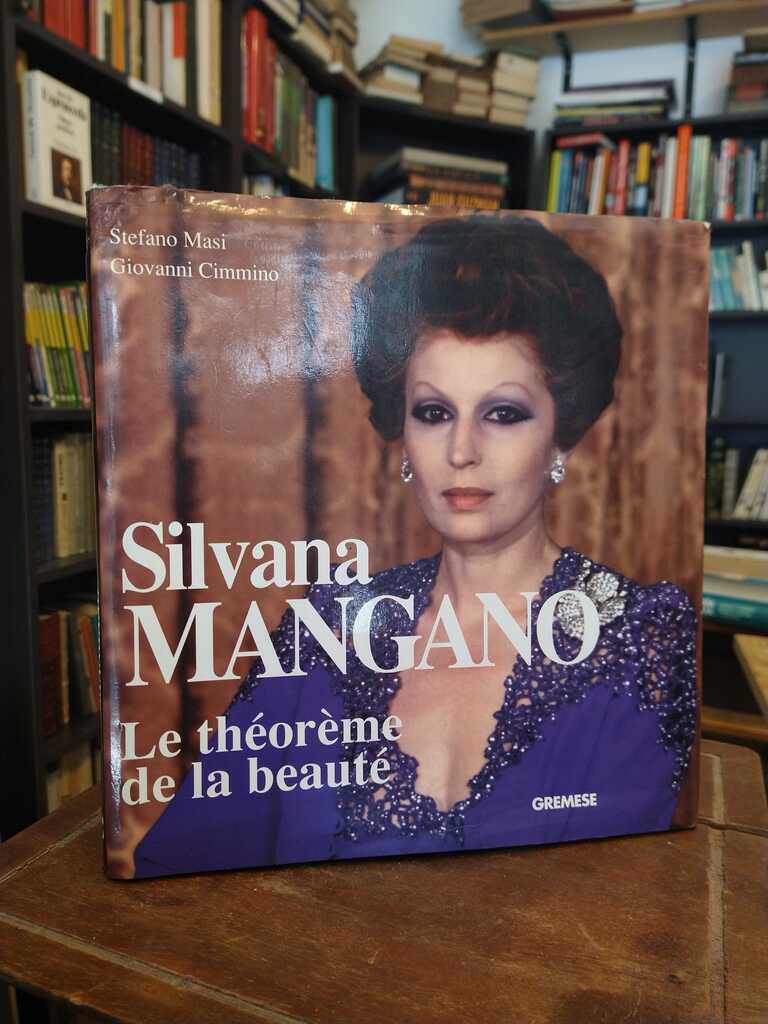 Stefano Masi
Giovanni Cimmino
Silvana
MANGANO
Le théorème
de la beauté
GREMESE